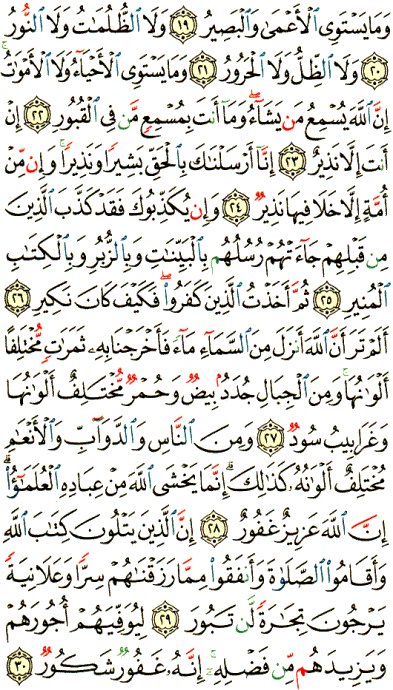 وَمَا يَسْتَوِى ٱلْأَعْمَىٰ وَٱلْبَصِيرُ ١٩ وَلَا ٱلظُّلُمَٰتُ وَلَا ٱلنُّورُ
٢٠ وَلَا ٱلظِّلُّ وَلَا ٱلْحَرُورُ ٢١ وَمَا يَسْتَوِى ٱلْأَحْيَآءُ وَلَا ٱلْأَمْوَٰتُ ۚ
إِنَّ ٱللَّهَ يُسْمِعُ مَن يَشَآءُ ۖ وَمَآ أَنتَ بِمُسْمِعٍ مَّن فِى ٱلْقُبُورِ ٢٢ إِنْ
أَنتَ إِلَّا نَذِيرٌ ٢٣ إِنَّآ أَرْسَلْنَٰكَ بِٱلْحَقِّ بَشِيرًا وَنَذِيرًا ۚ وَإِن مِّنْ
أُمَّةٍ إِلَّا خَلَا فِيهَا نَذِيرٌ ٢٤ وَإِن يُكَذِّبُوكَ فَقَدْ كَذَّبَ ٱلَّذِينَ
مِن قَبْلِهِمْ جَآءَتْهُمْ رُسُلُهُم بِٱلْبَيِّنَٰتِ وَبِٱلزُّبُرِ وَبِٱلْكِتَٰبِ
ٱلْمُنِيرِ ٢٥ ثُمَّ أَخَذْتُ ٱلَّذِينَ كَفَرُوا۟ ۖ فَكَيْفَ كَانَ نَكِيرِ ٢٦
أَلَمْ تَرَ أَنَّ ٱللَّهَ أَنزَلَ مِنَ ٱلسَّمَآءِ مَآءً فَأَخْرَجْنَا بِهِۦ ثَمَرَٰتٍ مُّخْتَلِفًا
أَلْوَٰنُهَا ۚ وَمِنَ ٱلْجِبَالِ جُدَدٌۢ بِيضٌ وَحُمْرٌ مُّخْتَلِفٌ أَلْوَٰنُهَا
وَغَرَابِيبُ سُودٌ ٢٧ وَمِنَ ٱلنَّاسِ وَٱلدَّوَآبِّ وَٱلْأَنْعَٰمِ
مُخْتَلِفٌ أَلْوَٰنُهُۥ كَذَٰلِكَ ۗ إِنَّمَا يَخْشَى ٱللَّهَ مِنْ عِبَادِهِ ٱلْعُلَمَٰٓؤُا۟ ۗ
إِنَّ ٱللَّهَ عَزِيزٌ غَفُورٌ ٢٨ إِنَّ ٱلَّذِينَ يَتْلُونَ كِتَٰبَ ٱللَّهِ
وَأَقَامُوا۟ ٱلصَّلَوٰةَ وَأَنفَقُوا۟ مِمَّا رَزَقْنَٰهُمْ سِرًّا وَعَلَانِيَةً
يَرْجُونَ تِجَٰرَةً لَّن تَبُورَ ٢٩ لِيُوَفِّيَهُمْ أُجُورَهُمْ
وَيَزِيدَهُم مِّن فَضْلِهِۦٓ ۚ إِنَّهُۥ غَفُورٌ شَكُورٌ ٣٠